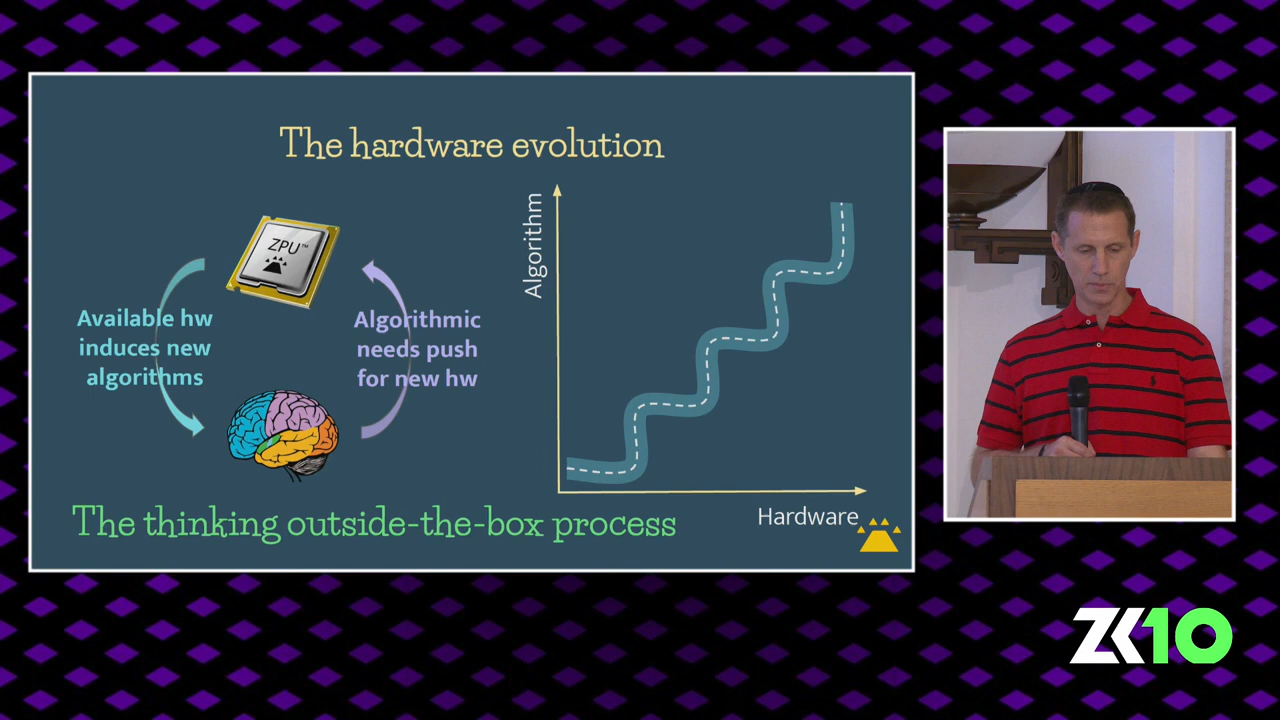 The hardware evolution
ZPU™
Available hw
induces new
algorithms
Algorithmic
needs push
for new hw
Algorithm
Hardware
The thinking outside-the-box process
ZK10